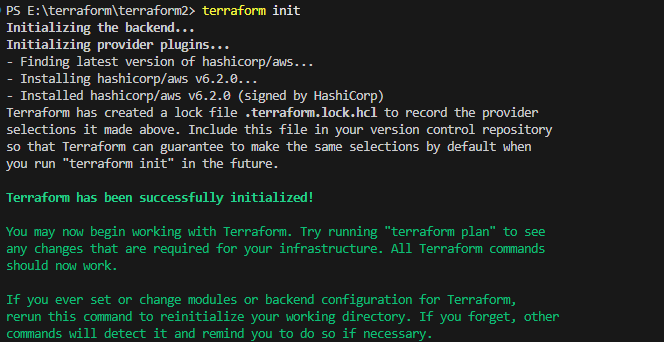 PS E:\terraform\terraform2> terraform init
Initializing the backend...
Initializing provider plugins...
- Finding latest version of hashicorp/aws...
- Installing hashicorp/aws v6.2.0...
- Installed hashicorp/aws v6.2.0 (signed by HashiCorp)
Terraform has created a lock file .terraform.lock.hcl to record the provider
selections it made above. Include this file in your version control repository
so that Terraform can guarantee to make the same selections by default when
you run "terraform init" in the future.
Terraform has been successfully initialized!
You may now begin working with Terraform. Try running "terraform plan" to see
any changes that are required for your infrastructure. All Terraform commands
should now work.
If you ever set or change modules or backend configuration for Terraform,
rerun this command to reinitialize your working directory. If you forget, other
commands will detect it and remind you to do so if necessary.